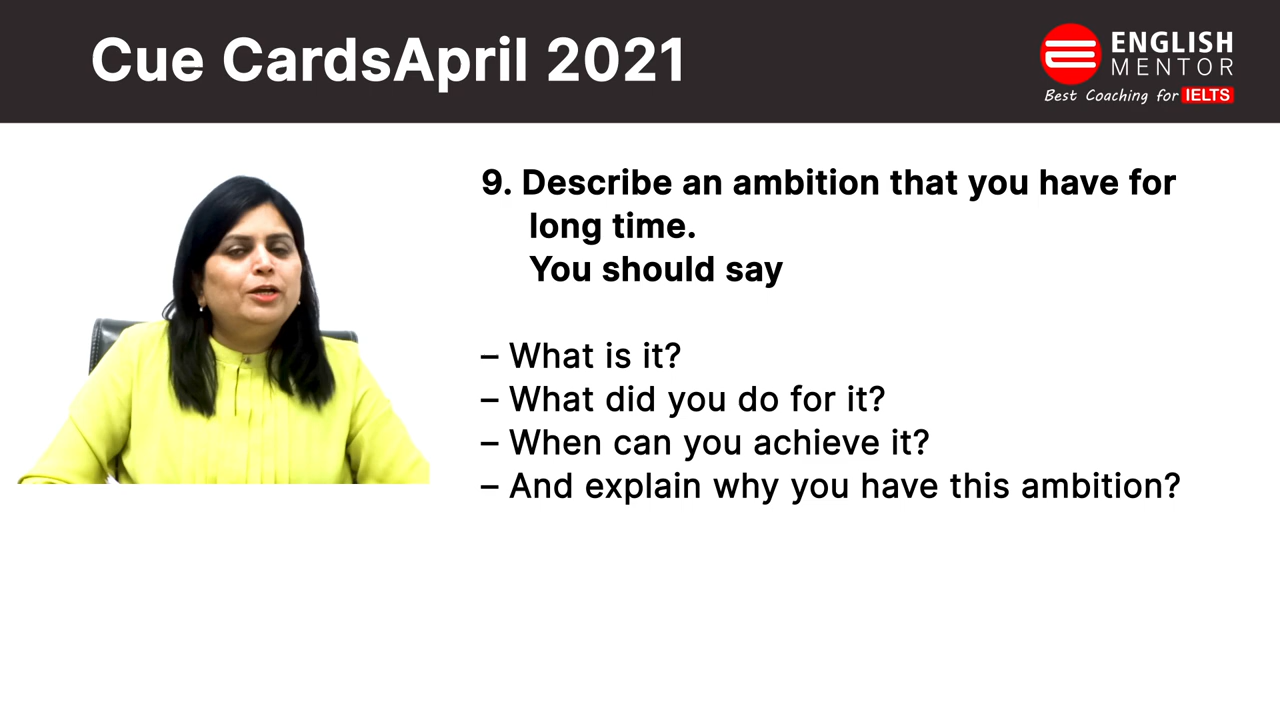 Cue CardsApril 2021
ENGLISH
MENTOR
Best Coaching for IELTS
9. Describe an ambition that you have for
long time.
You should say
– What is it?
– What did you do for it?
– When can you achieve it?
– And explain why you have this ambition?